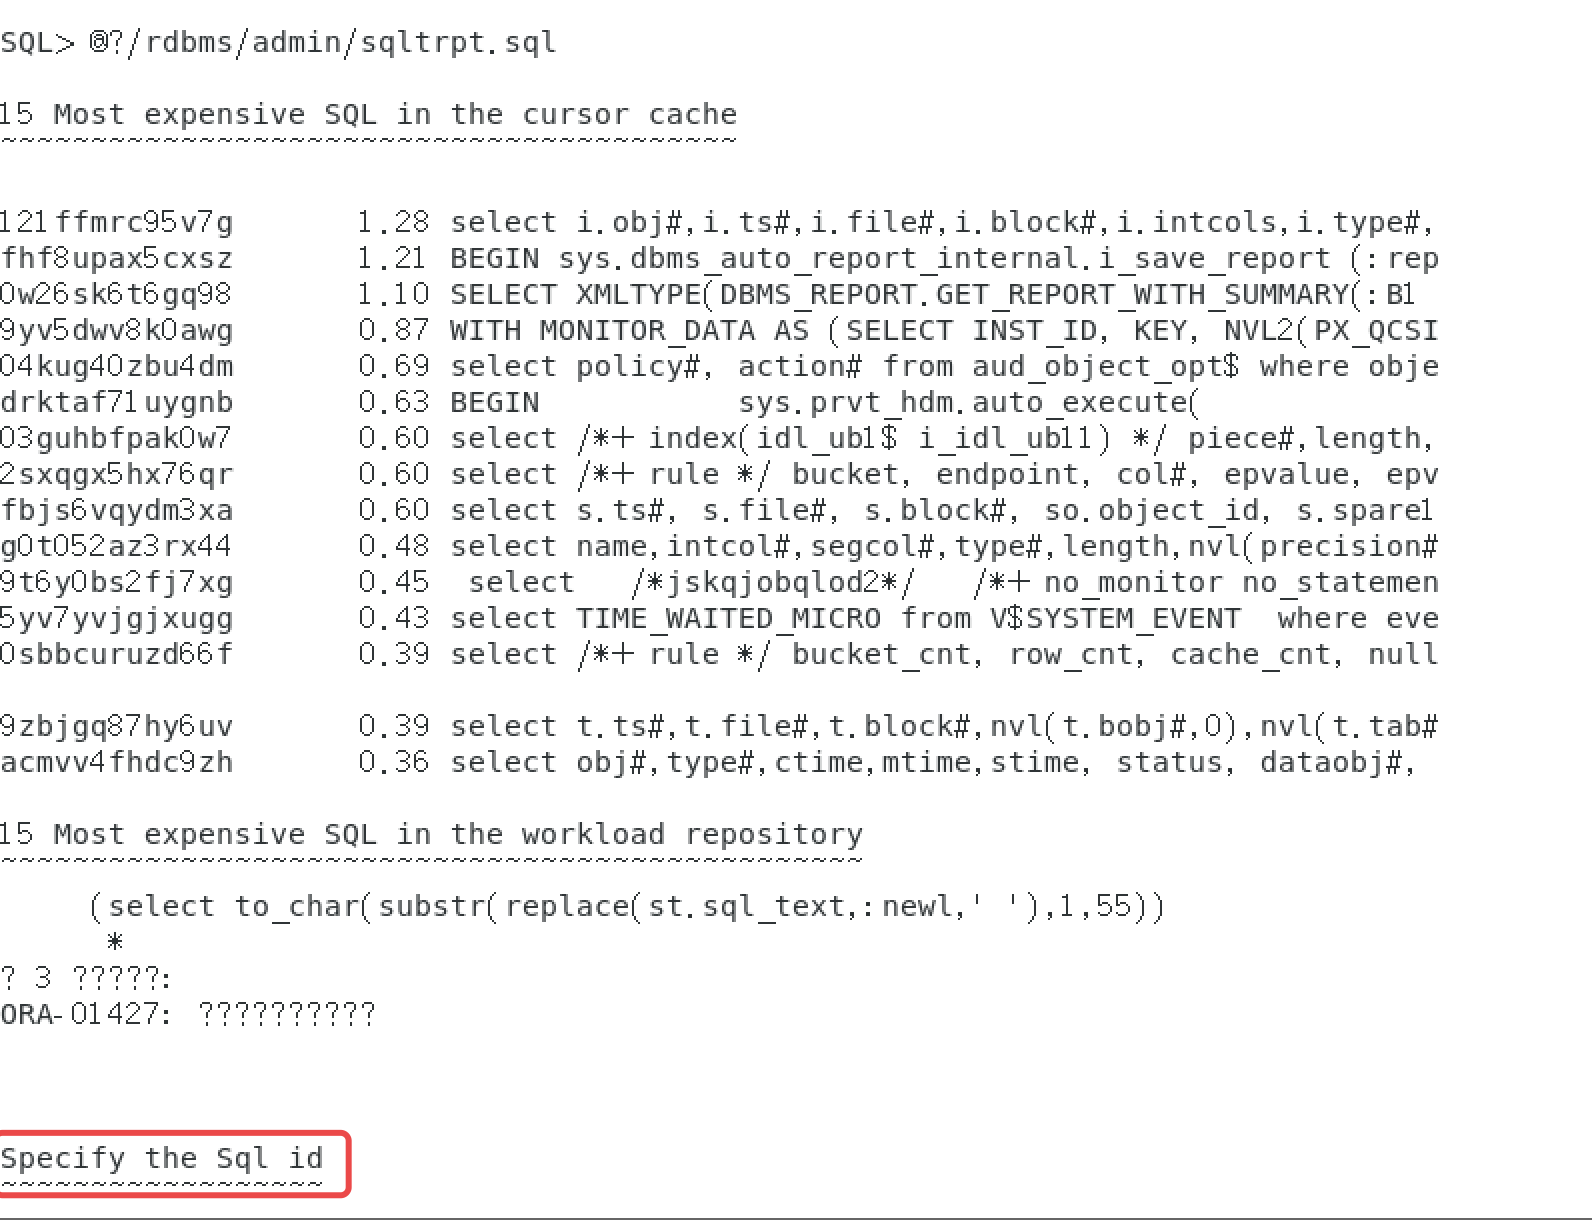 SQL> @?/rdbms/admin/sqltrpt.sql
15 Most expensive SQL in the cursor cache
~~~~~~~~~~~~~~~~~~~~~~~~~~~~~~~~~~~~~~~~~
121ffmrc95v7g       1.28 select i.obj#,i.ts#,i.file#,i.block#,i.intcols,i.type#,
fhf8upax5cxsz       1.21 BEGIN sys.dbms_auto_report_internal.i_save_report (:rep
0w26sk6t6gq98       1.10 SELECT XMLTYPE(DBMS_REPORT.GET_REPORT_WITH_SUMMARY(:B1
9yv5dwv8k0awg       0.87 WITH MONITOR_DATA AS (SELECT INST_ID, KEY, NVL2(PX_QCSI
04kug40zbu4dm       0.69 select policy#, action# from aud_object_opt$ where obje
drktaf71uygnb       0.63 BEGIN           sys.prvt_hdm.auto_execute(
03guhbfpak0w7       0.60 select /*+ index(idl_ub1$ i_idl_ub11) */ piece#,length,
2sxqgx5hx76qr       0.60 select /*+ rule */ bucket, endpoint, col#, epvalue, epv
fbjs6vqydm3xa       0.60 select s.ts#, s.file#, s.block#, so.object_id, s.spare1
g0t052az3rx44       0.48 select name,intcol#,segcol#,type#,length,nvl(precision#
9t6y0bs2fj7xg       0.45  select   /*jskqjobqlod2*/   /*+ no_monitor no_statemen
5yv7yvjgjxugg       0.43 select TIME_WAITED_MICRO from V$SYSTEM_EVENT  where eve
0sbbcuruzd66f       0.39 select /*+ rule */ bucket_cnt, row_cnt, cache_cnt, null
9zbjgq87hy6uv       0.39 select t.ts#,t.file#,t.block#,nvl(t.bobj#,0),nvl(t.tab#
acmvv4fhdc9zh       0.36 select obj#,type#,ctime,mtime,stime, status, dataobj#,
15 Most expensive SQL in the workload repository
~~~~~~~~~~~~~~~~~~~~~~~~~~~~~~~~~~~~~~~~~~~~~~~~
     (select to_char(substr(replace(st.sql_text,:newl,' '),1,55))
      *
? 3 ?????:
ORA-01427: ??????????
Specify the Sql id
~~~~~~~~~~~~~~~~~~